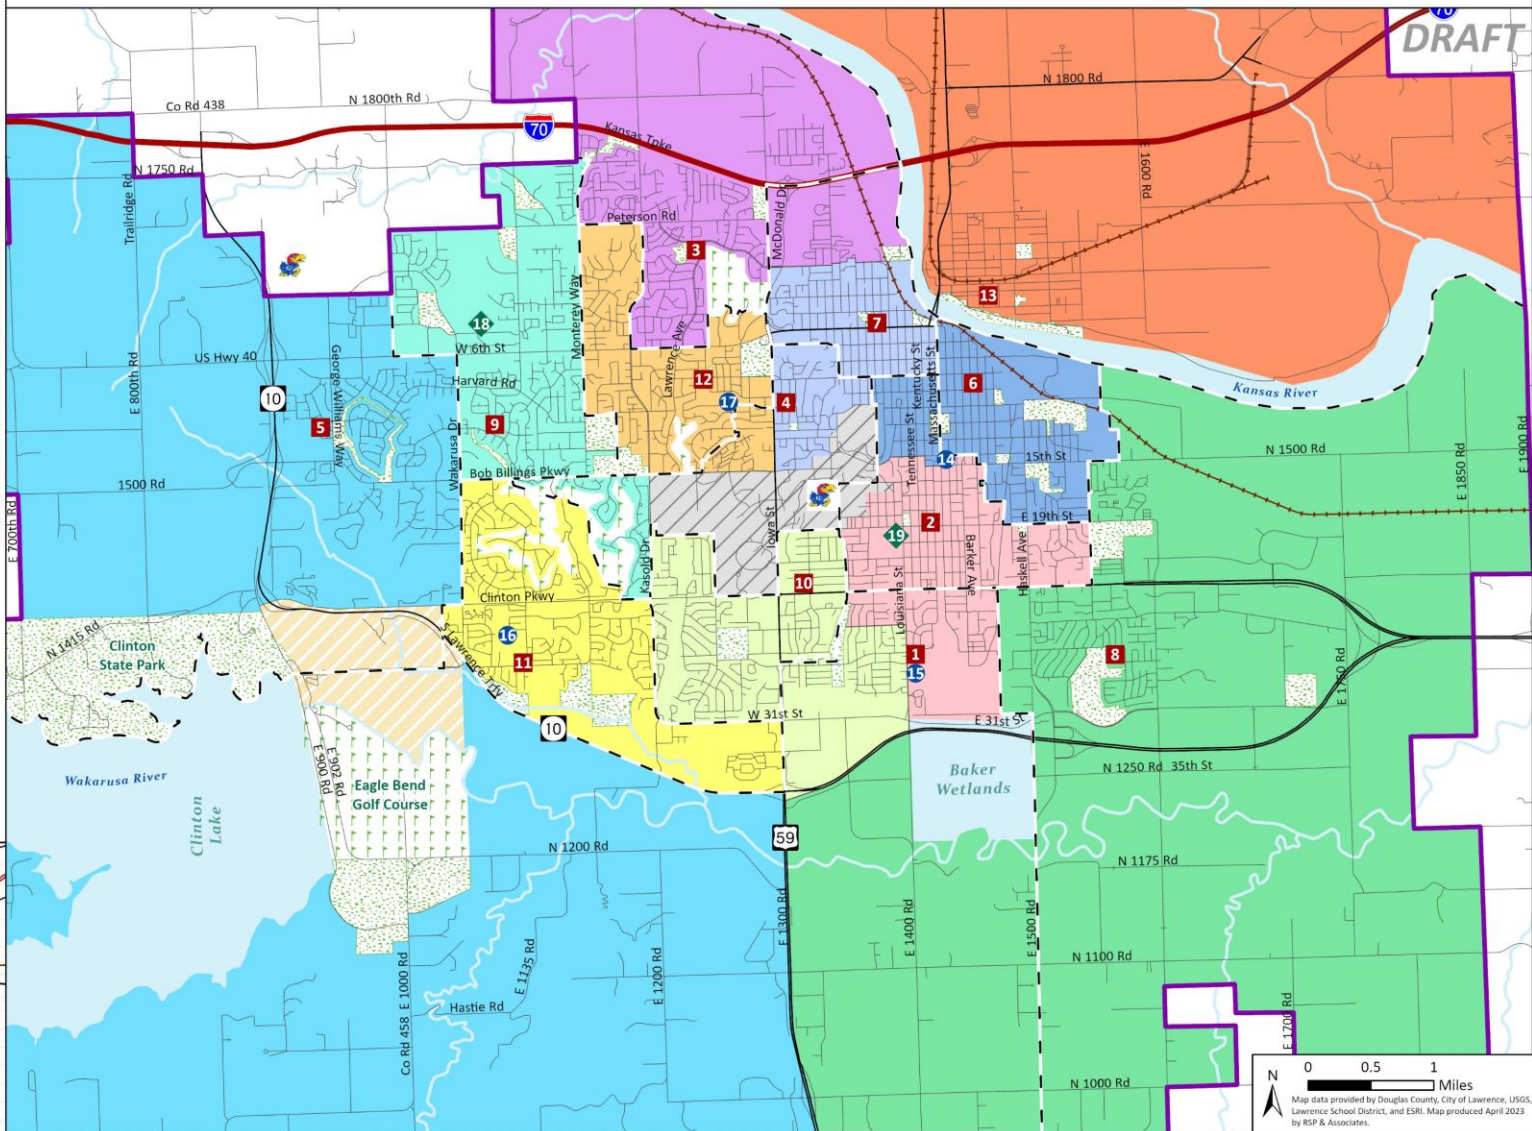 70
DRAFT
N 1800 Rd
Co Rd 438
N 1800th Rd
70
Kansas Tpke
N 1750 Rd
E 1600 Rd
Trailridge Rd
Peterson Rd
McDonald Dr
3
KU
Monterey Way
13
18
7
W 6th St
US Hwy 40
E 800th Rd
George Williams Way
Harvard Rd
Lawrence Ave
12
Kentucky St
Massachusetts St
6
Kansas River
10
17
4
5
9
Wakarusa Dr
Tennessee St
N 1500 Rd
E 1900 Rd
14
15th St
E 1850 Rd
Bob Billings Pkwy
1500 Rd
KU
E 700th Rd
Iowa St
2
E 19th St
19
Kasold Dr
Barker Ave
Haskell Ave
10
Clinton Pkwy
Louisiana St
N 1415 Rd
Clinton
State Park
S Lawrence Tfy
16
11
1
15
8
E 1750 Rd
W 31st St
E 31st St
10
E 900 Rd
E 902 Rd
Wakarusa River
Eagle Bend
Golf Course
Baker
Wetlands
N 1250 Rd 35th St
Clinton
Lake
59
N 1200 Rd
N 1175 Rd
E 1300 Rd
E 1400 Rd
E 1500 Rd
N 1100 Rd
E 1135 Rd
E 1200 Rd
Co Rd 458 E 1000 Rd
Hastie Rd
E 1700 Rd
N 1000 Rd
N
0 0.5 1
Miles
Map data provided by Douglas County, City of Lawrence, USGS,
Lawrence School District, and ESRI. Map produced April 2023
by RSP & Associates.